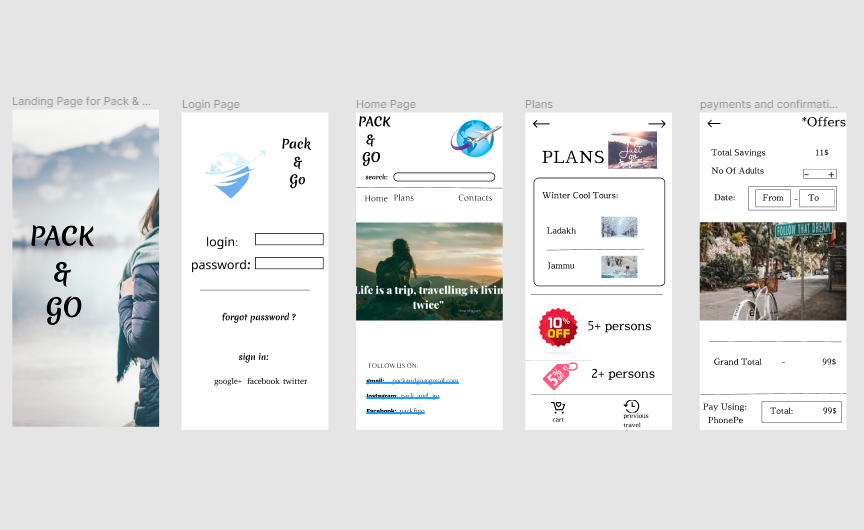 Landing Page for Pack & ...
PACK
&
GO
Login Page
Pack
&
Go
login:
password:
forgot password ?
sign in:
google+ facebook twitter
Home Page
PACK
&
GO
search:
Home Plans Contacts
Life is a trip, travelling is livin
twice”
FOLLOW US ON:
gmail: packandgo@gmail.com
Instagram: pack_and_go
Facebook: pack&go
Plans
PLANS
Just
go
Winter Cool Tours:
Ladakh
Jammu
10%
OFF
5+ persons
5%
2+ persons
cart
previous
travel
payments and confirmati...
*Offers
Total Savings 11$
No Of Adults − +
Date: From - To
FOLLOW THAT DREAM
Grand Total - 99$
Pay Using:
PhonePe
Total: 99$